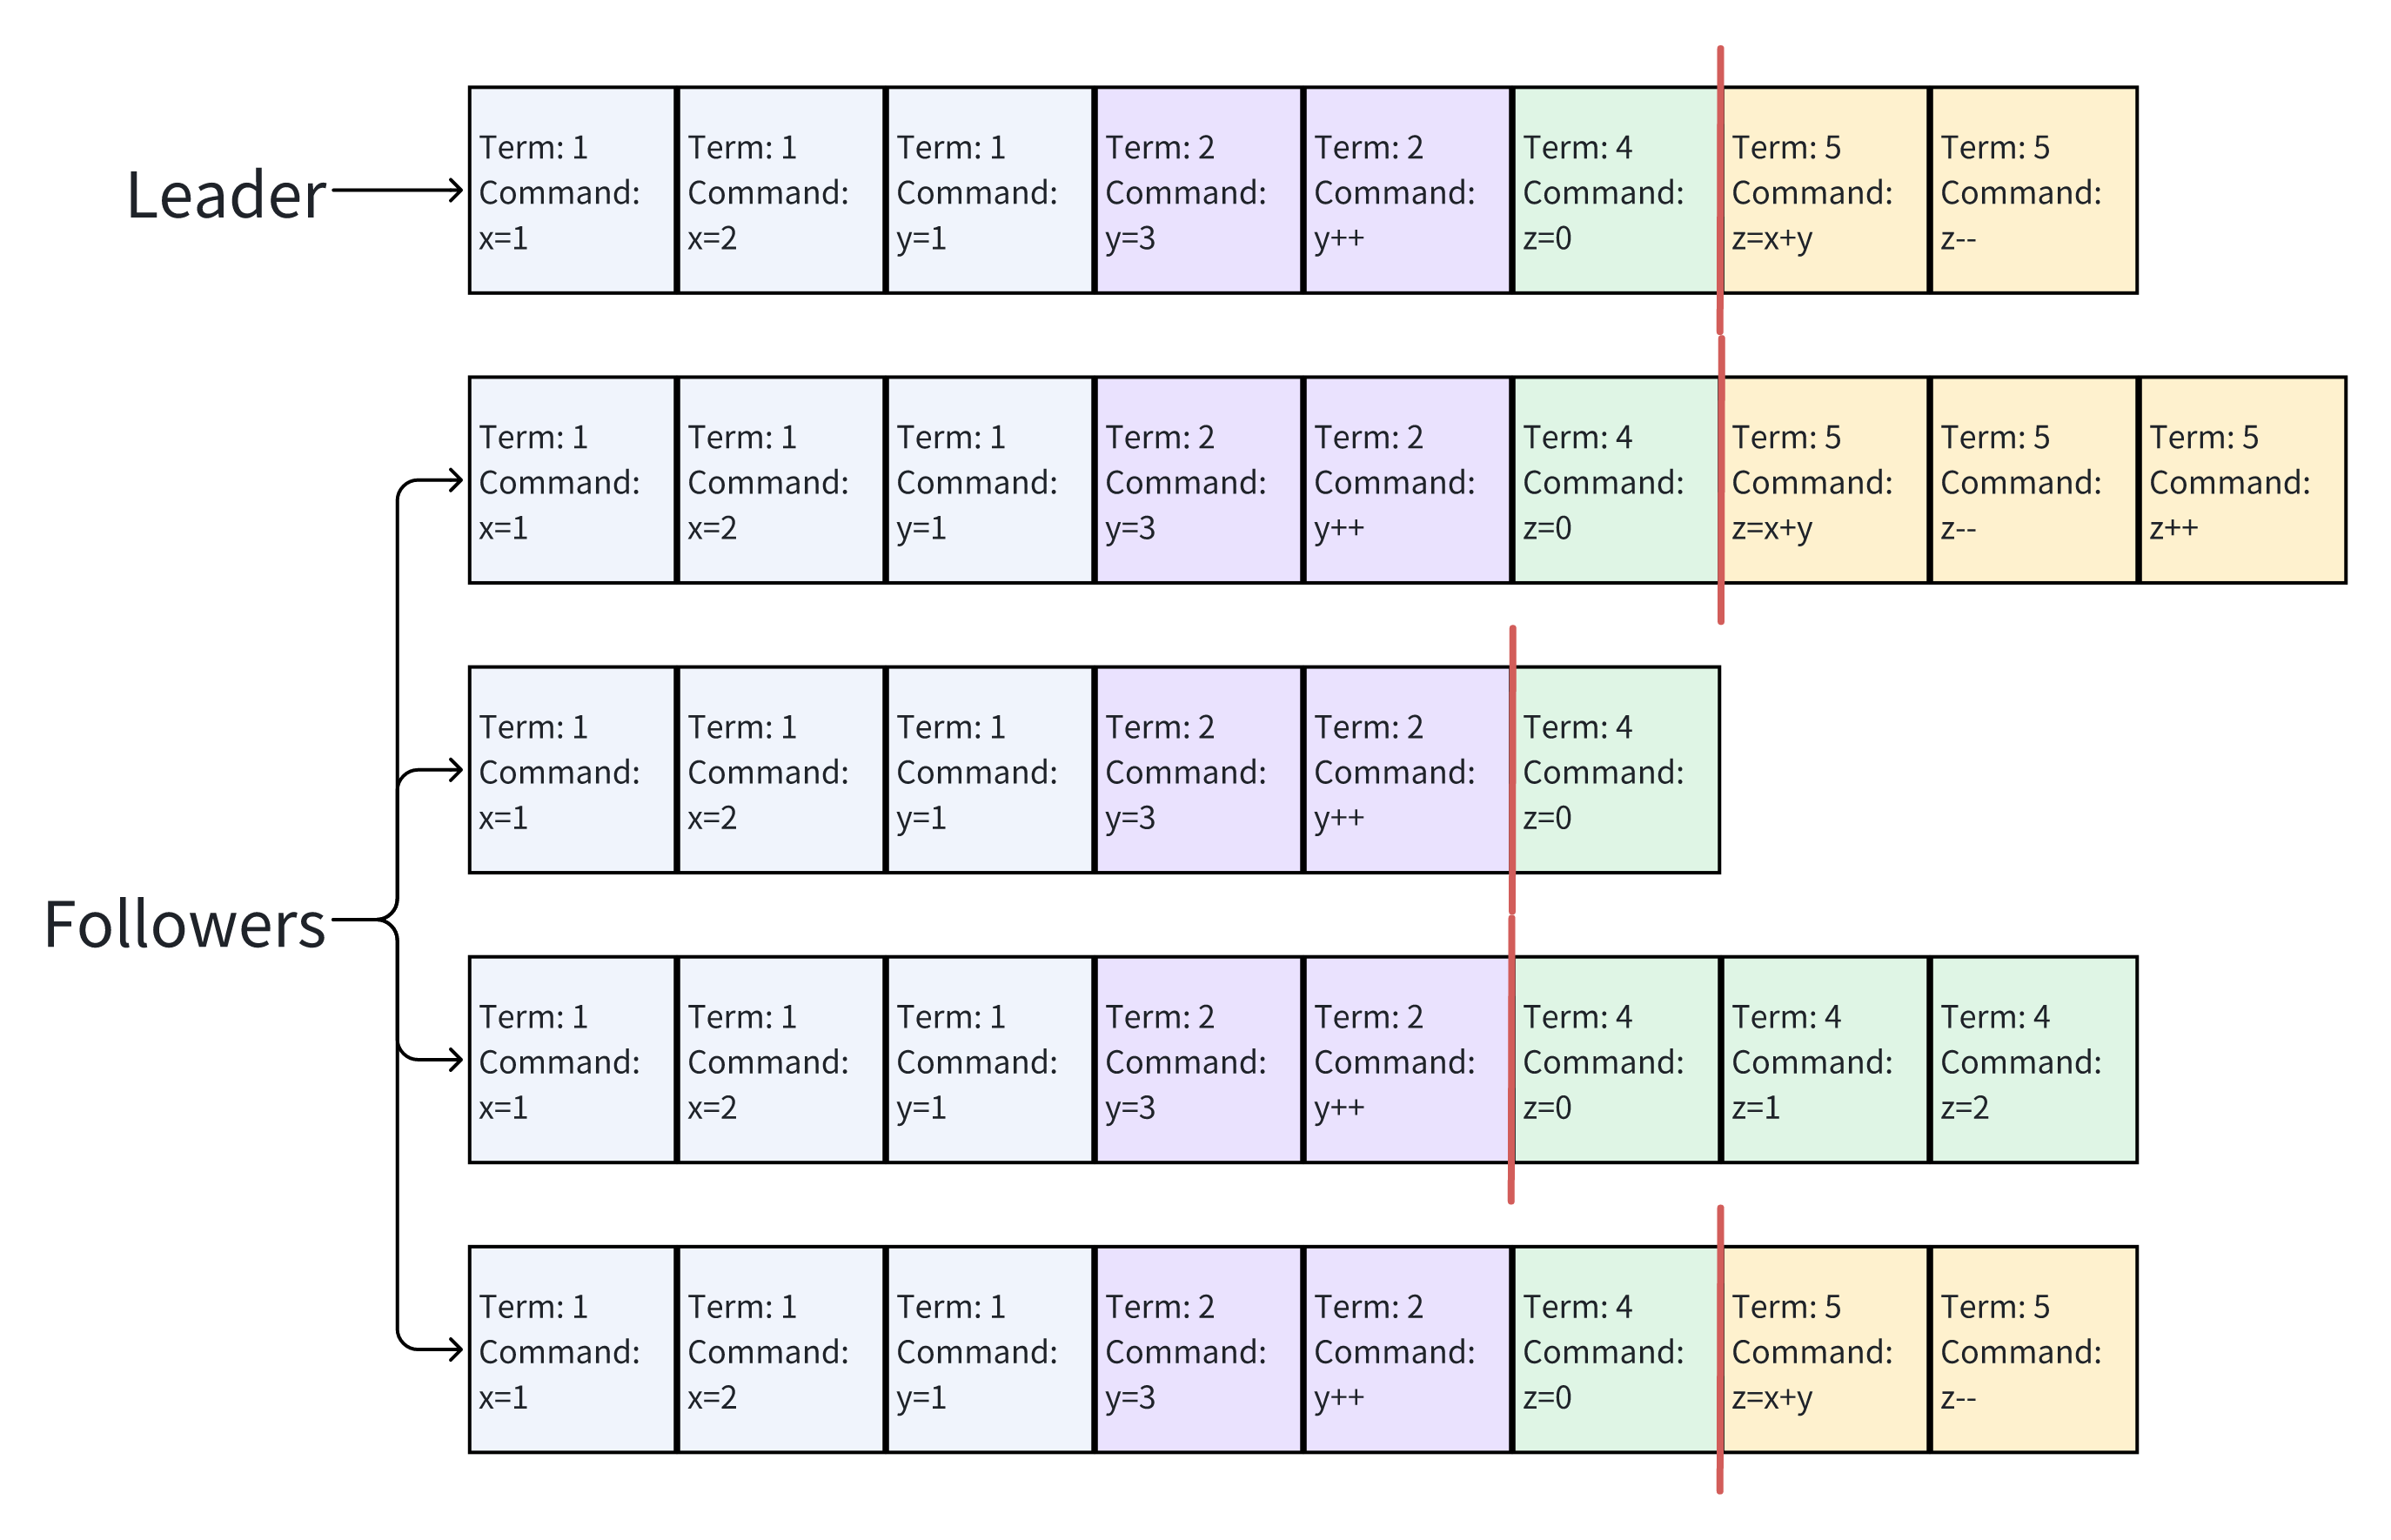 Leader
Term: 1
Command:
x=1
Term: 1
Command:
x=2
Term: 1
Command:
y=1
Term: 2
Command:
y=3
Term: 2
Command:
y++
Term: 4
Command:
z=0
Term: 5
Command:
z=x+y
Term: 5
Command:
z--
Followers
Term: 1
Command:
x=1
Term: 1
Command:
x=2
Term: 1
Command:
y=1
Term: 2
Command:
y=3
Term: 2
Command:
y++
Term: 4
Command:
z=0
Term: 5
Command:
z=x+y
Term: 5
Command:
z--
Term: 5
Command:
z++
Term: 1
Command:
x=1
Term: 1
Command:
x=2
Term: 1
Command:
y=1
Term: 2
Command:
y=3
Term: 2
Command:
y++
Term: 4
Command:
z=0
Term: 1
Command:
x=1
Term: 1
Command:
x=2
Term: 1
Command:
y=1
Term: 2
Command:
y=3
Term: 2
Command:
y++
Term: 4
Command:
z=0
Term: 4
Command:
z=1
Term: 4
Command:
z=2
Term: 1
Command:
x=1
Term: 1
Command:
x=2
Term: 1
Command:
y=1
Term: 2
Command:
y=3
Term: 2
Command:
y++
Term: 4
Command:
z=0
Term: 5
Command:
z=x+y
Term: 5
Command:
z--